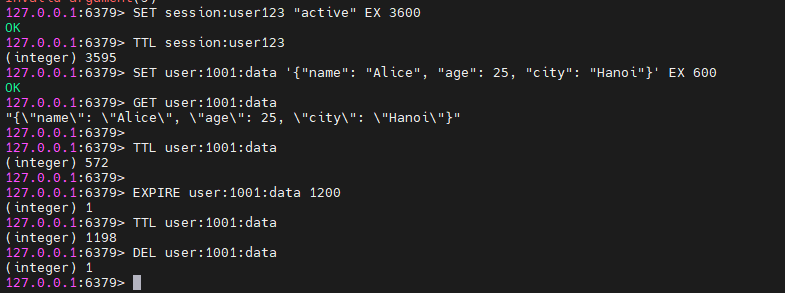 127.0.0.1:6379> SET session:user123 "active" EX 3600
OK
127.0.0.1:6379> TTL session:user123
(integer) 3595
127.0.0.1:6379> SET user:1001:data '{"name": "Alice", "age": 25, "city": "Hanoi"}' EX 600
OK
127.0.0.1:6379> GET user:1001:data
"{\"name\": \"Alice\", \"age\": 25, \"city\": \"Hanoi\"}"
127.0.0.1:6379>
127.0.0.1:6379> TTL user:1001:data
(integer) 572
127.0.0.1:6379>
127.0.0.1:6379> EXPIRE user:1001:data 1200
(integer) 1
127.0.0.1:6379> TTL user:1001:data
(integer) 1198
127.0.0.1:6379> DEL user:1001:data
(integer) 1
127.0.0.1:6379>